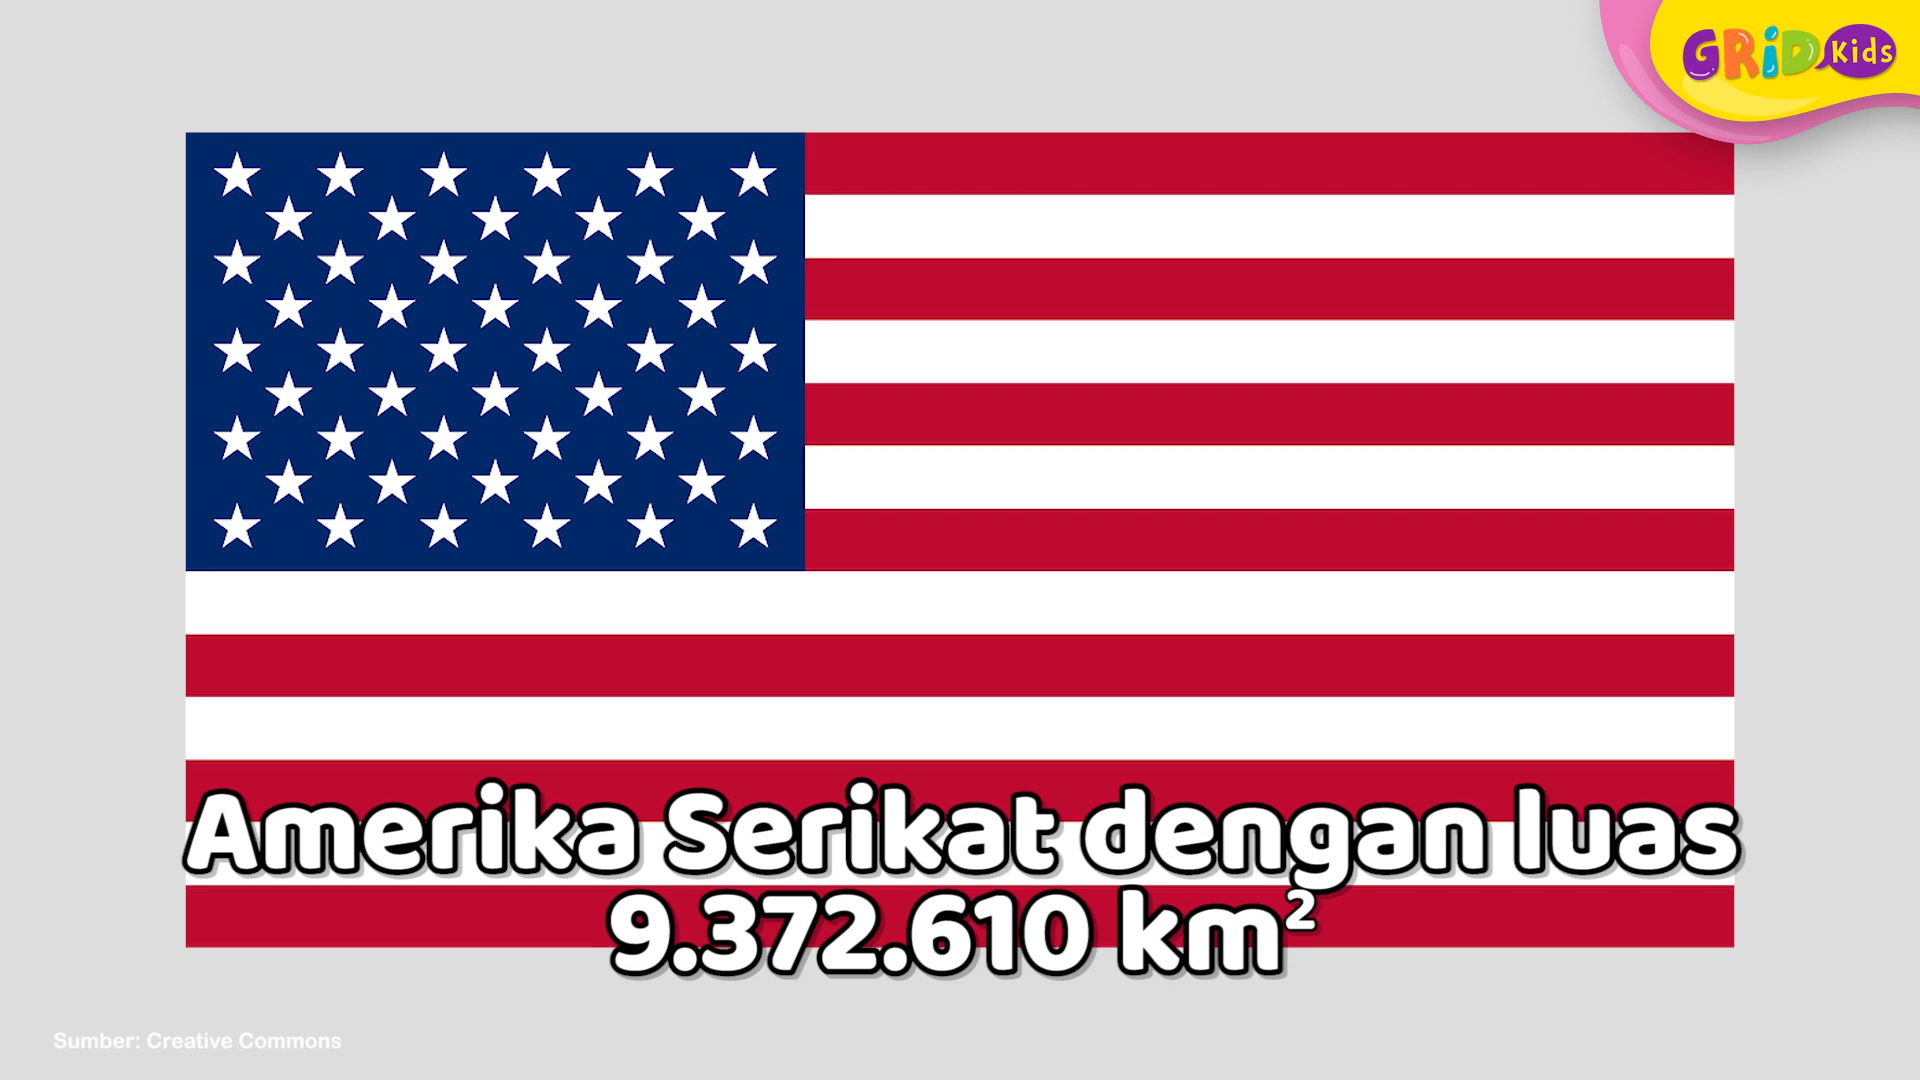 GRiD Kids
Amerika Serikat dengan luas
9.372.610 km²
Sumber: Creative Commons